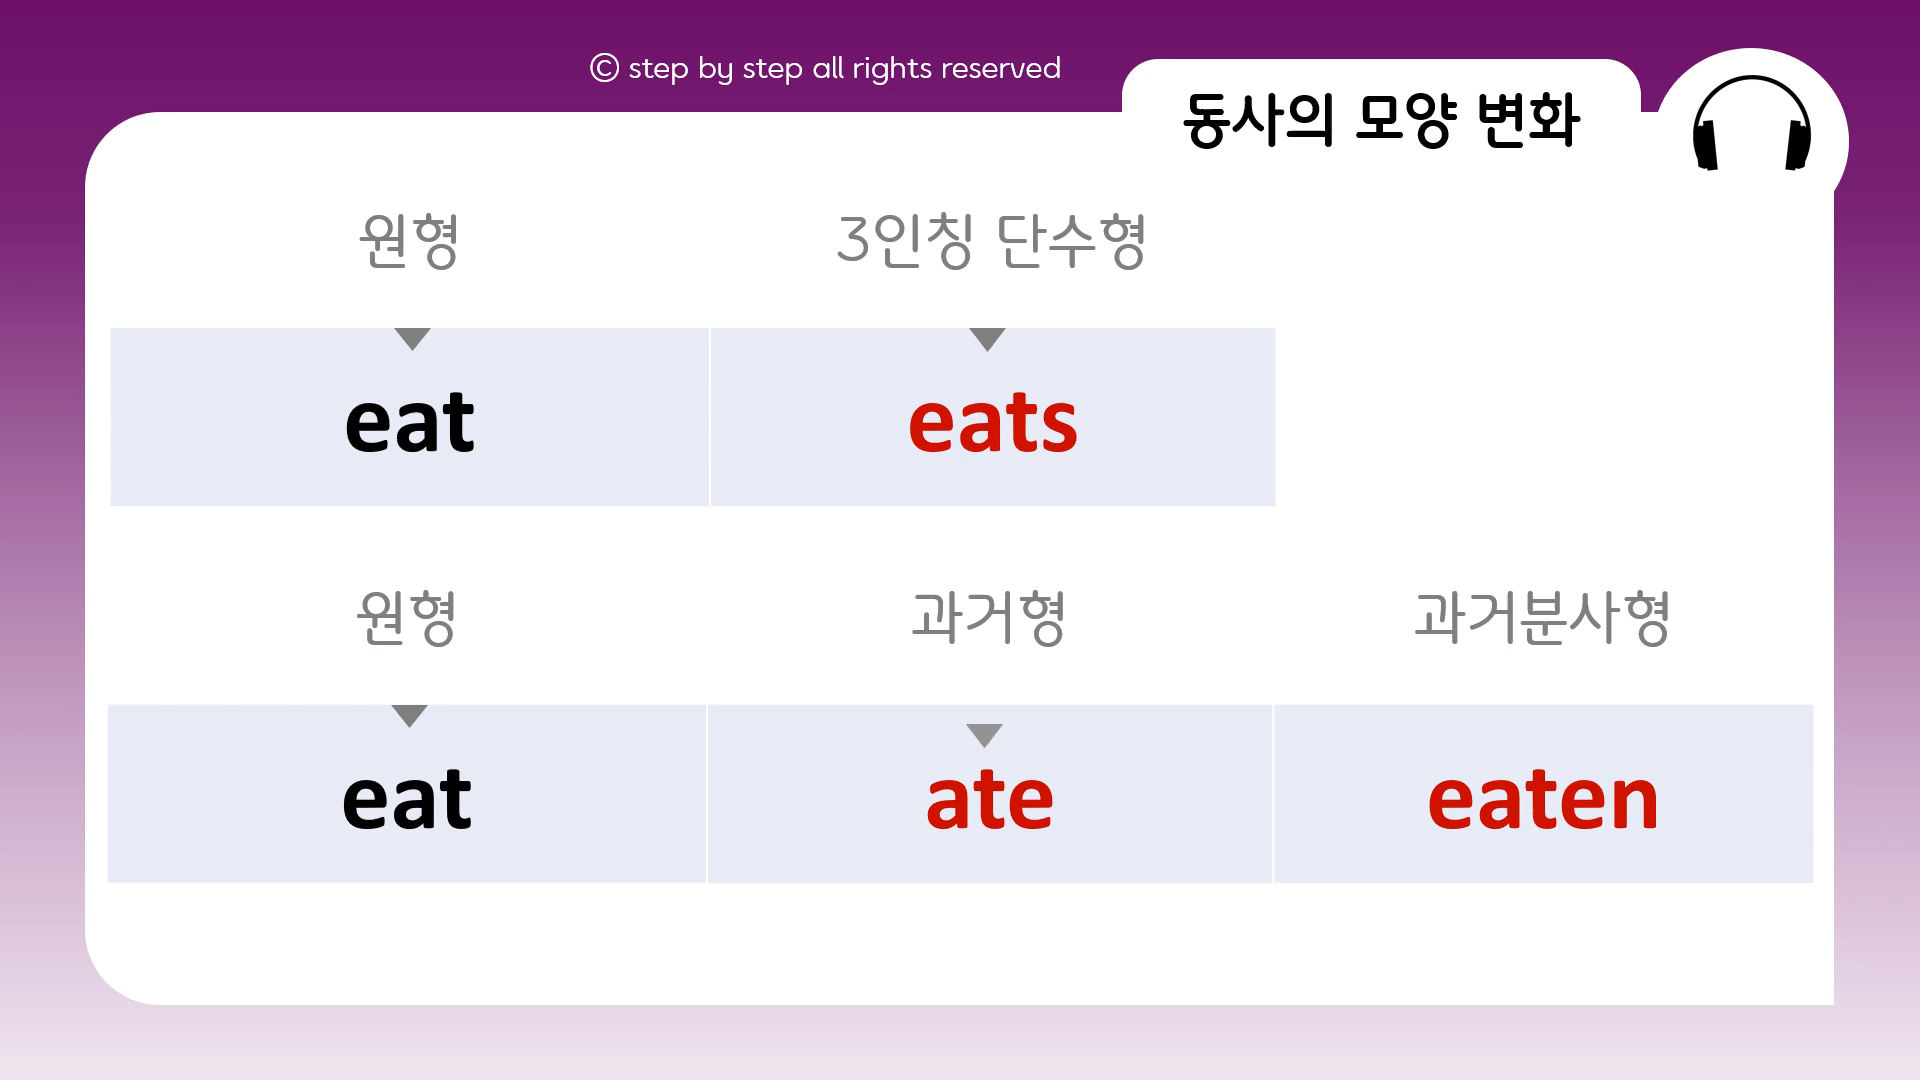 © step by step all rights reserved
동사의 모양 변화
원형 3인칭 단수형
eat eats
원형 과거형 과거분사형
eat ate eaten